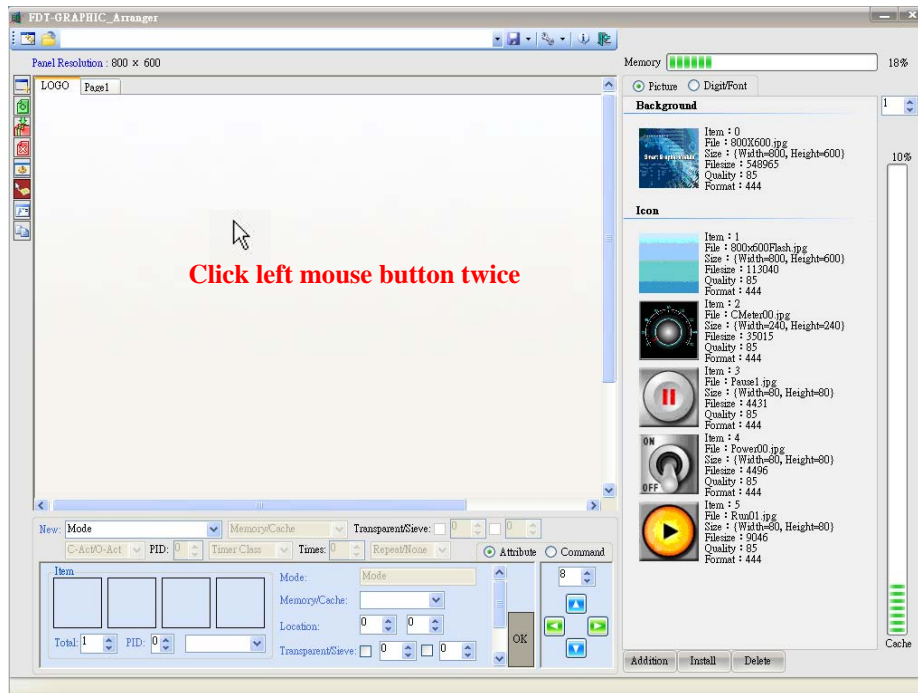 FDT-GRAPHIC_Arranger
Panel Resolution : 800 × 600
LOGO Page1
Click left mouse button twice
New: Mode Memory/Cache Transparent/Sieve: 0 0
C-Act/O-Act PID: 0 Timer Class Times: 0 Repeat/None Attribute Command
Item
Total: 1 PID: 0
Mode: Mode
Memory/Cache:
Location: 0 0
Transparent/Sieve: 0 0
OK
8
Memory 18%
Picture Digit/Font
1
Background
Item : 0
File : 800X600.jpg
Size : {Width=800, Height=600}
Filesize : 548965
Quality : 85
Format : 444
Icon
Item : 1
File : 800x600Flash.jpg
Size : {Width=800, Height=600}
Filesize : 113040
Quality : 85
Format : 444
Item : 2
File : CMeter00.jpg
Size : {Width=240, Height=240}
Filesize : 35015
Quality : 85
Format : 444
Item : 3
File : Pause1.jpg
Size : {Width=80, Height=80}
Filesize : 4431
Quality : 85
Format : 444
ON
OFF
Item : 4
File : Power00.jpg
Size : {Width=80, Height=80}
Filesize : 4496
Quality : 85
Format : 444
Item : 5
File : Run01.jpg
Size : {Width=80, Height=80}
Filesize : 9046
Quality : 85
Format : 444
10%
Cache
Addition Install Delete